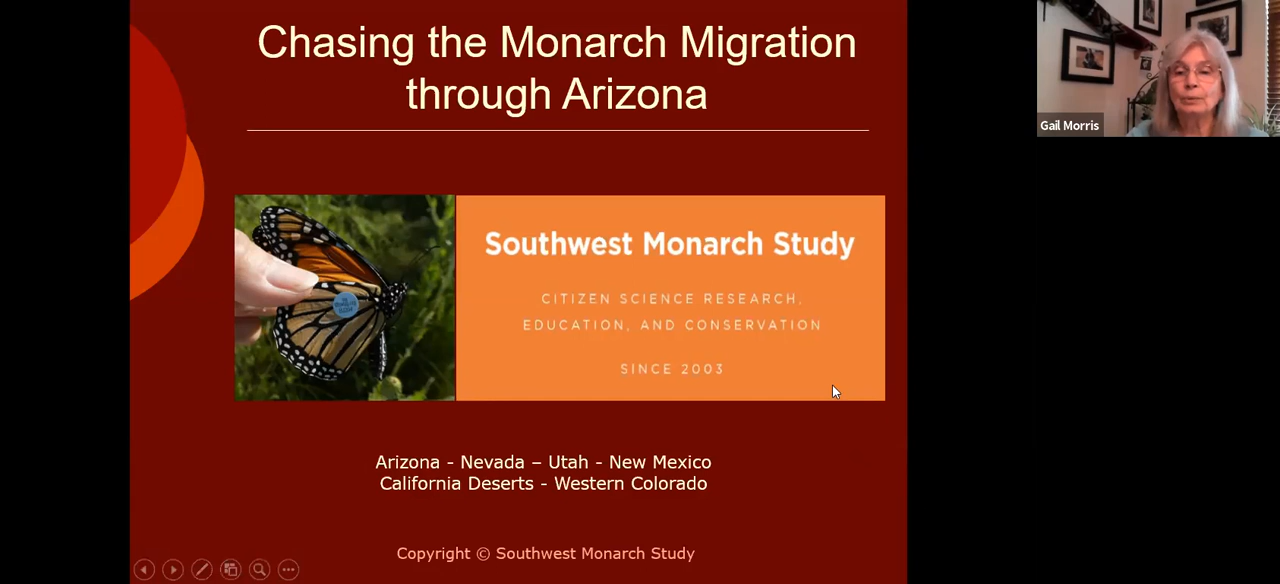 Chasing the Monarch Migration
through Arizona
Gail Morris
Southwest Monarch Study
CITIZEN SCIENCE RESEARCH,
EDUCATION, AND CONSERVATION
SINCE 2003
Arizona - Nevada – Utah - New Mexico
California Deserts - Western Colorado
Copyright © Southwest Monarch Study